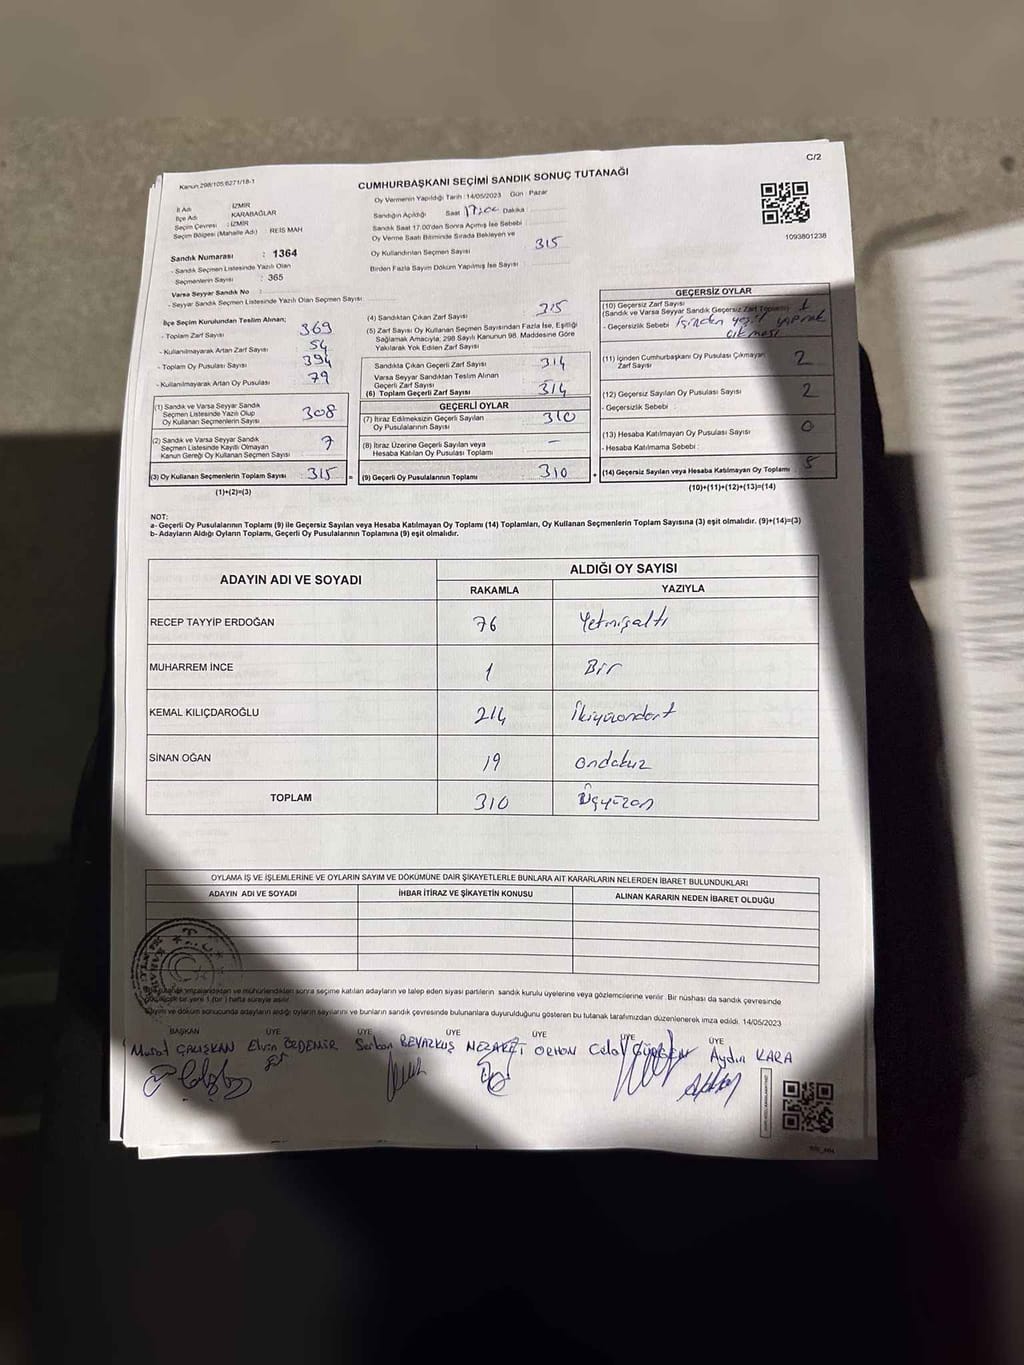 C/2
Kanun 298/105/6271/18-1
CUMHURBAŞKANI SEÇİMİ SANDIK SONUÇ TUTANAĞI
1093801238
İl Adı : İZMİR
İlçe Adı : KARABAĞLAR
Seçim Çevresi : İZMİR
Seçim Bölgesi (Mahalle Adı) : REİS MAH
Sandık Numarası : 1364
- Sandık Seçmen Listesinde Yazılı Olan
Seçmenlerin Sayısı : 365
Varsa Seyyar Sandık No :
- Seyyar Sandık Seçmen Listesinde Yazılı Olan Seçmen Sayısı :
Oy Vermenin Yapıldığı Tarih :14/05/2023 Gün : Pazar
Sandığın Açıldığı Saat 17:00 Dakika :
Sandık Saat 17:00'den Sonra Açılmış İse Sebebi :
Oy Verme Saati Bitiminde Sırada Bekleyen ve
Oy Kullandırılan Seçmen Sayısı : 315
Birden Fazla Sayım Döküm Yapılmış İse Sayısı :
İlçe Seçim Kurulundan Teslim Alınan;
- Toplam Zarf Sayısı : 369
- Kullanılmayarak Artan Zarf Sayısı : 54
- Toplam Oy Pusulası Sayısı : 394
- Kullanılmayarak Artan Oy Pusulası : 79
(1) Sandık ve Varsa Seyyar Sandık
Seçmen Listesinde Yazılı Olup
Oy Kullanan Seçmenlerin Sayısı : 308
(2) Sandık ve Varsa Seyyar Sandık
Seçmen Listesinde Kayıtlı Olmayan
Kanun Gereği Oy Kullanan Seçmen Sayısı : 7
(3) Oy Kullanan Seçmenlerin Toplam Sayısı : 315 =
(1)+(2)=(3)
(4) Sandıktan Çıkan Zarf Sayısı : 315
(5) Zarf Sayısı Oy Kullanan Seçmen Sayısından Fazla İse, Eşitliği
Sağlamak Amacıyla; 298 Sayılı Kanunun 98. Maddesine Göre
Yakılarak Yok Edilen Zarf Sayısı :
Sandıkta Çıkan Geçerli Zarf Sayısı : 314
Varsa Seyyar Sandıktan Teslim Alınan
Geçerli Zarf Sayısı :
(6) Toplam Geçerli Zarf Sayısı : 314
GEÇERLİ OYLAR
(7) İtiraz Edilmeksizin Geçerli Sayılan
Oy Pusulalarının Sayısı : 310
(8) İtiraz Üzerine Geçerli Sayılan veya
Hesaba Katılan Oy Pusulası Toplamı : —
(9) Geçerli Oy Pusulalarının Toplamı : 310 +
GEÇERSİZ OYLAR
(10) Geçersiz Zarf Sayısı
(Sandık ve Varsa Seyyar Sandık Geçersiz Zarf Toplamı) : 1
- Geçersizlik Sebebi : İçinden yeşil yaprak
çıkması
(11) İçinden Cumhurbaşkanı Oy Pusulası Çıkmayan
Zarf Sayısı : 2
(12) Geçersiz Sayılan Oy Pusulası Sayısı : 2
- Geçersizlik Sebebi :
(13) Hesaba Katılmayan Oy Pusulası Sayısı : 0
- Hesaba Katılmama Sebebi :
(14) Geçersiz Sayılan veya Hesaba Katılmayan Oy Toplamı : 5
(10)+(11)+(12)+(13)=(14)
NOT:
a- Geçerli Oy Pusulalarının Toplamı (9) ile Geçersiz Sayılan veya Hesaba Katılmayan Oy Toplamı (14) Toplamları, Oy Kullanan Seçmenlerin Toplam Sayısına (3) eşit olmalıdır. (9)+(14)=(3)
b- Adayların Aldığı Oyların Toplamı, Geçerli Oy Pusulalarının Toplamına (9) eşit olmalıdır.
ADAYIN ADI VE SOYADI ALDIĞI OY SAYISI
RAKAMLA YAZIYLA
RECEP TAYYİP ERDOĞAN 76 Yetmişaltı
MUHARREM İNCE 1 Bir
KEMAL KILIÇDAROĞLU 214 İkiyüzondört
SİNAN OĞAN 19 ondokuz
TOPLAM 310 Üçyüzon
OYLAMA İŞ VE İŞLEMLERİNE VE OYLARIN SAYIM VE DÖKÜMÜNE DAİR ŞİKAYETLERLE BUNLARA AİT KARARLARIN NELERDEN İBARET BULUNDUKLARI
ADAYIN ADI VE SOYADI İHBAR İTİRAZ VE ŞİKAYETİN KONUSU ALINAN KARARIN NEDEN İBARET OLDUĞU
imzalandıktan ve mühürlendikten sonra seçime katılan adayların ve talep eden siyasi partilerin sandık kurulu üyelerine veya gözlemcilerine verilir. Bir nüshası da sandık çevresinde
bir yere 1 (bir) hafta süreyle asılır.
Sayım ve döküm sonucunda adayların aldığı oyların sayılarını ve bunların sandık çevresinde bulunanlara duyurulduğunu gösteren bu tutanak tarafımızdan düzenlenerek imza edildi. 14/05/2023
BAŞKAN ÜYE ÜYE ÜYE ÜYE ÜYE ÜYE
Murat ÇALIŞKAN Elvin ÖZDEMİR Serkan NEZAKET ORHON Celal Aydın KARA